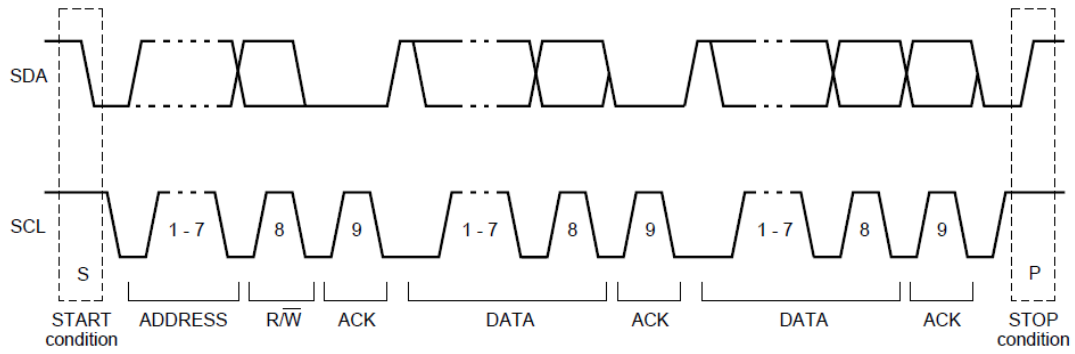 SDA
SCL
1 - 7
8
9
1 - 7
8
9
1 - 7
8
9
S
P
START
condition
ADDRESS
R/W̅
ACK
DATA
ACK
DATA
ACK
STOP
condition